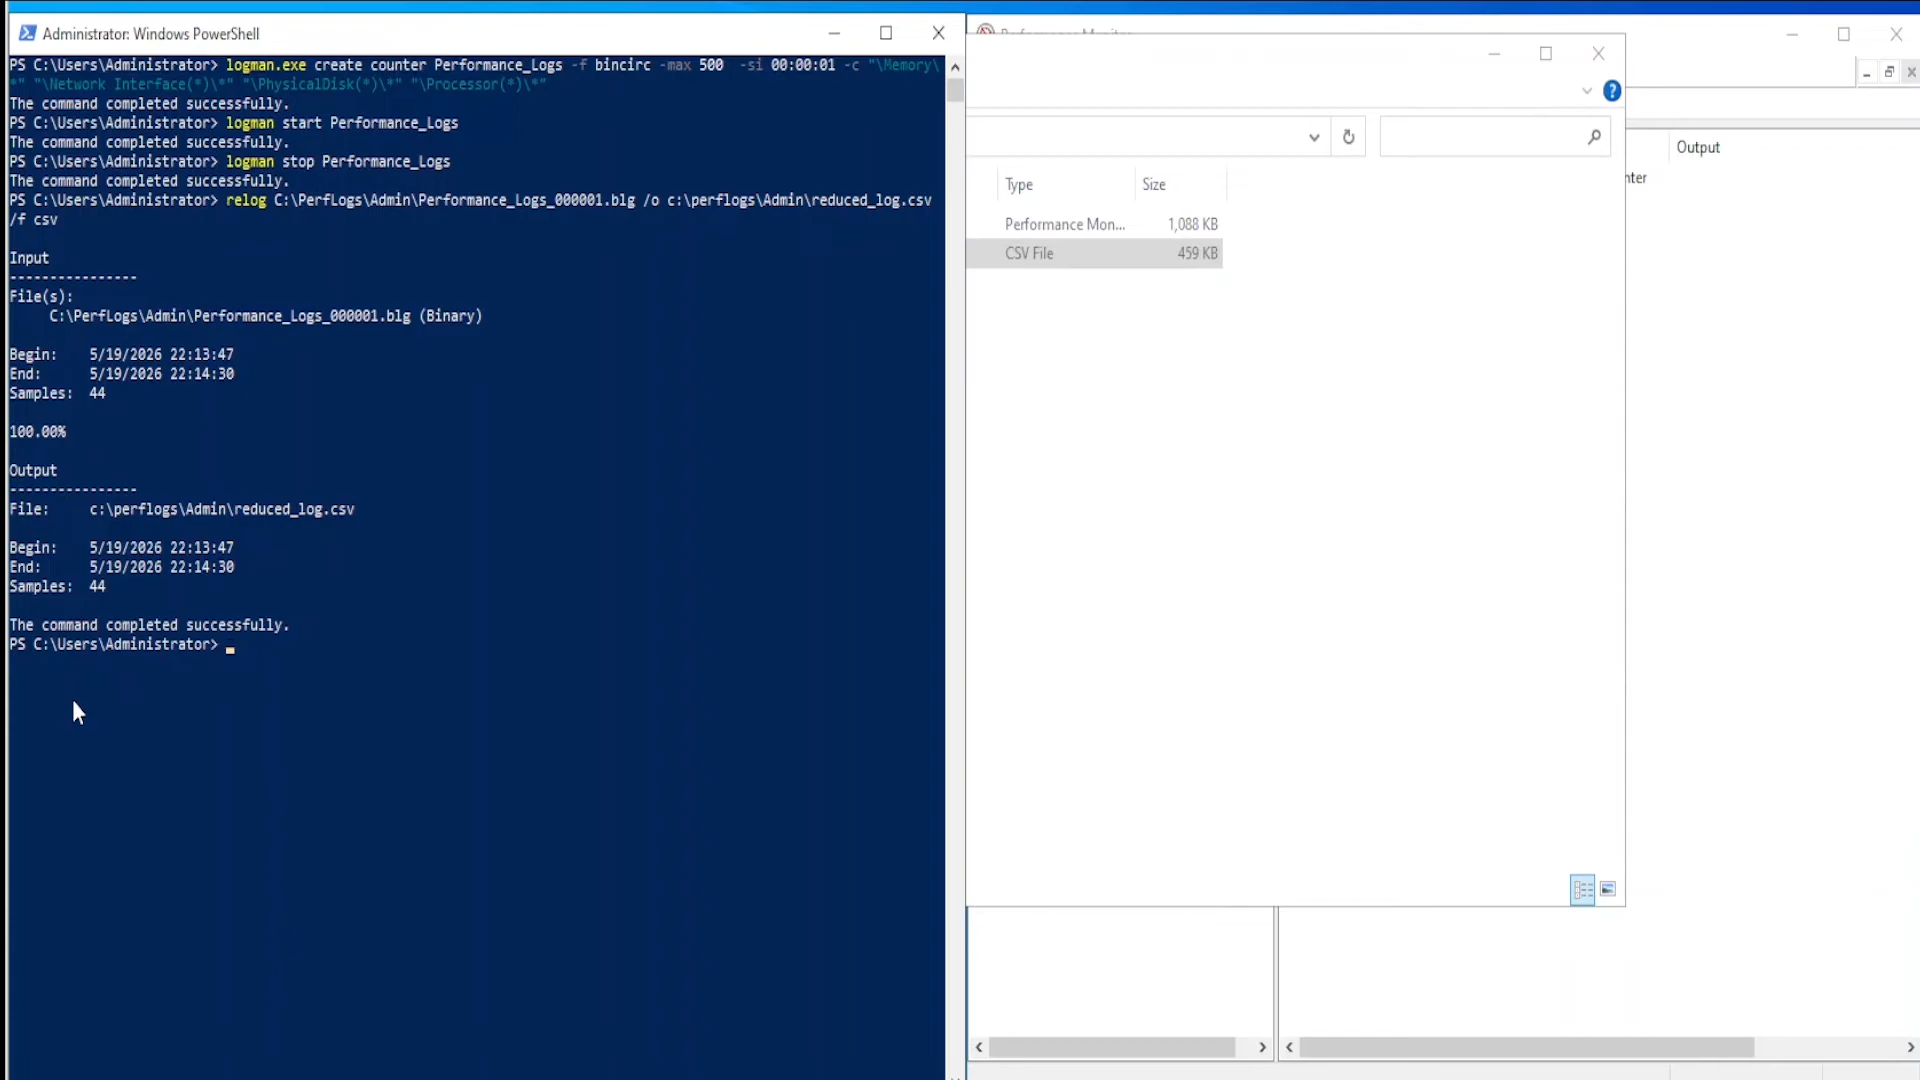 Administrator: Windows PowerShell
PS C:\Users\Administrator> logman.exe create counter Performance_Logs -f bincirc -max 500  -si 00:00:01 -c "\Memory\
*" "\Network Interface(*)\*" "\PhysicalDisk(*)\*" "\Processor(*)\*"
The command completed successfully.
PS C:\Users\Administrator> logman start Performance_Logs
The command completed successfully.
PS C:\Users\Administrator> logman stop Performance_Logs
The command completed successfully.
PS C:\Users\Administrator> relog C:\PerfLogs\Admin\Performance_Logs_000001.blg /o c:\perflogs\Admin\reduced_log.csv
/f csv
Input
----------------
File(s):
C:\PerfLogs\Admin\Performance_Logs_000001.blg (Binary)
Begin:    5/19/2026 22:13:47
End:      5/19/2026 22:14:30
Samples:  44
100.00%
Output
----------------
File:     c:\perflogs\Admin\reduced_log.csv
Begin:    5/19/2026 22:13:47
End:      5/19/2026 22:14:30
Samples:  44
The command completed successfully.
PS C:\Users\Administrator>
Type Size
Performance Mon... 1,088 KB
CSV File 459 KB
Output
nter